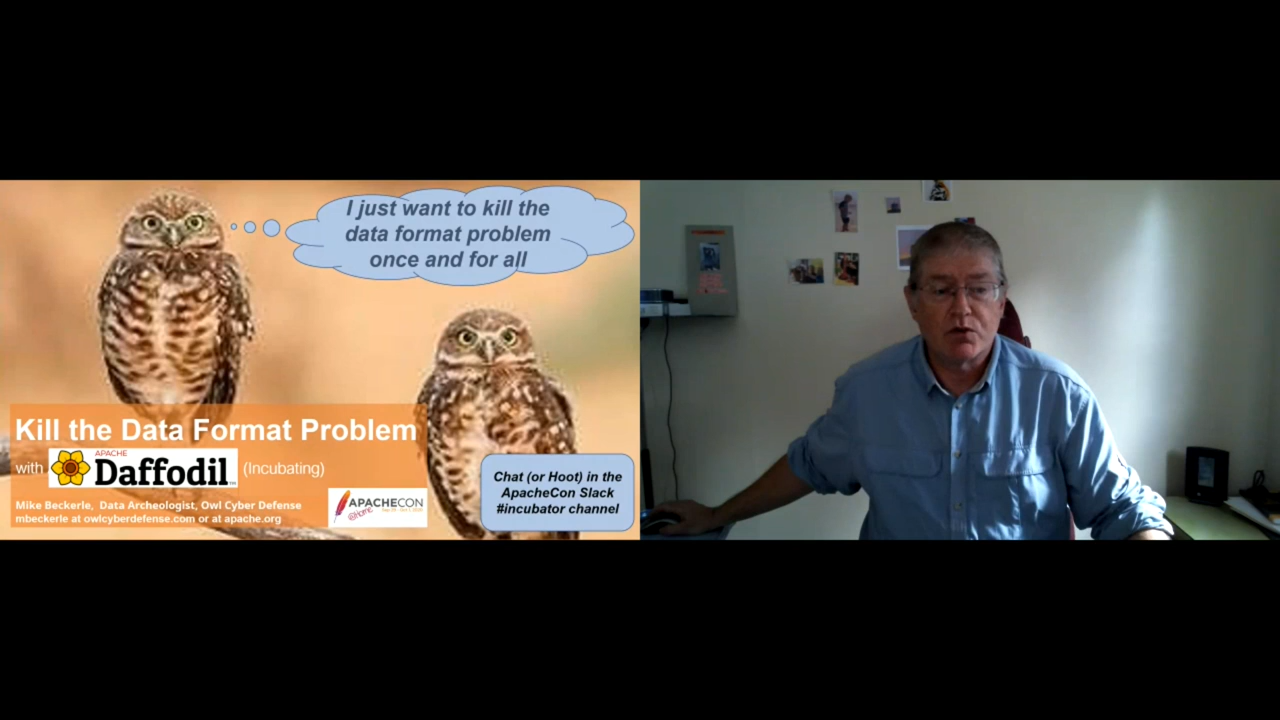 I just want to kill the
data format problem
once and for all
Kill the Data Format Problem
with APACHE Daffodil (Incubating)
Mike Beckerle, Data Archeologist, Owl Cyber Defense
mbeckerle at owlcyberdefense.com or at apache.org
APACHECON
@Home
Chat (or Hoot) in the
ApacheCon Slack
#incubator channel